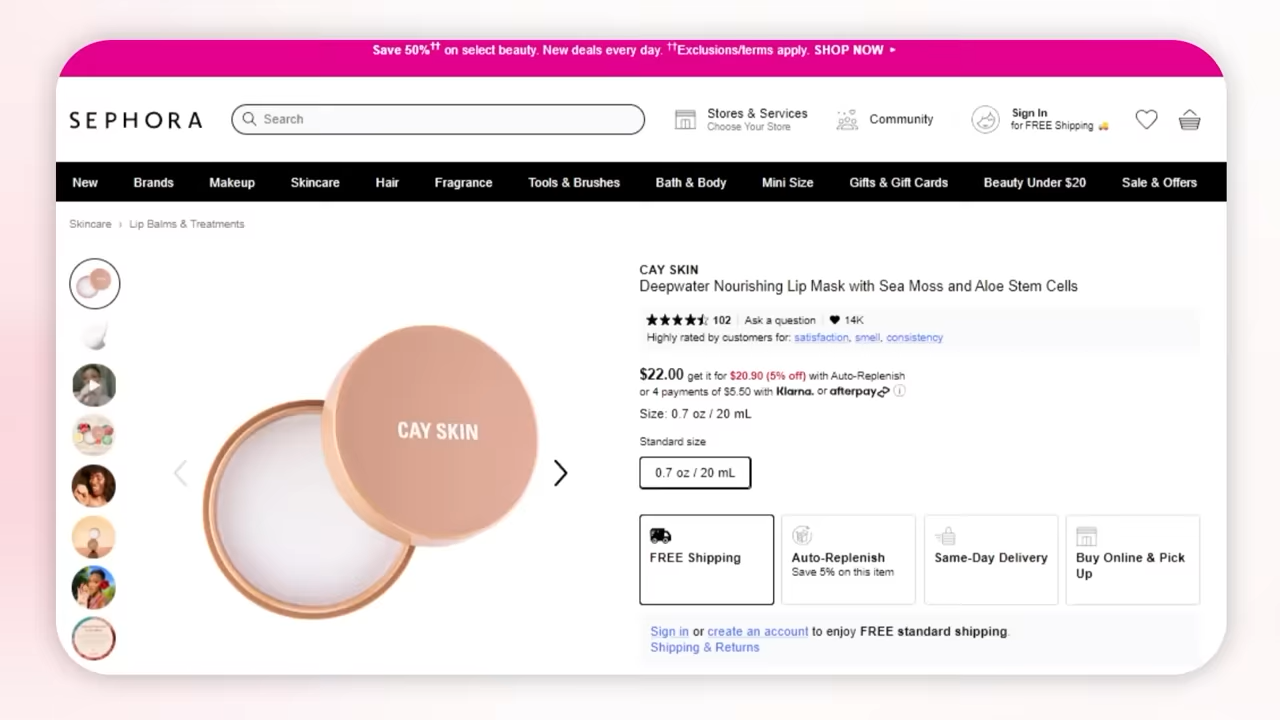 Save 50%†† on select beauty. New deals every day. ††Exclusions/terms apply. SHOP NOW ▸
SEPHORA
Search
Stores & Services
Choose Your Store
Community
Sign In
for FREE Shipping 🚚
New Brands Makeup Skincare Hair Fragrance Tools & Brushes Bath & Body Mini Size Gifts & Gift Cards Beauty Under $20 Sale & Offers
Skincare › Lip Balms & Treatments
CAY SKIN
CAY SKIN
Deepwater Nourishing Lip Mask with Sea Moss and Aloe Stem Cells
102 Ask a question 14K
Highly rated by customers for: satisfaction, smell, consistency
$22.00 get it for $20.90 (5% off) with Auto-Replenish
or 4 payments of $5.50 with Klarna. or afterpay
Size: 0.7 oz / 20 mL
Standard size
0.7 oz / 20 mL
FREE Shipping
Auto-Replenish
Save 5% on this item
Same-Day Delivery
Buy Online & Pick
Up
Sign in or create an account to enjoy FREE standard shipping.
Shipping & Returns